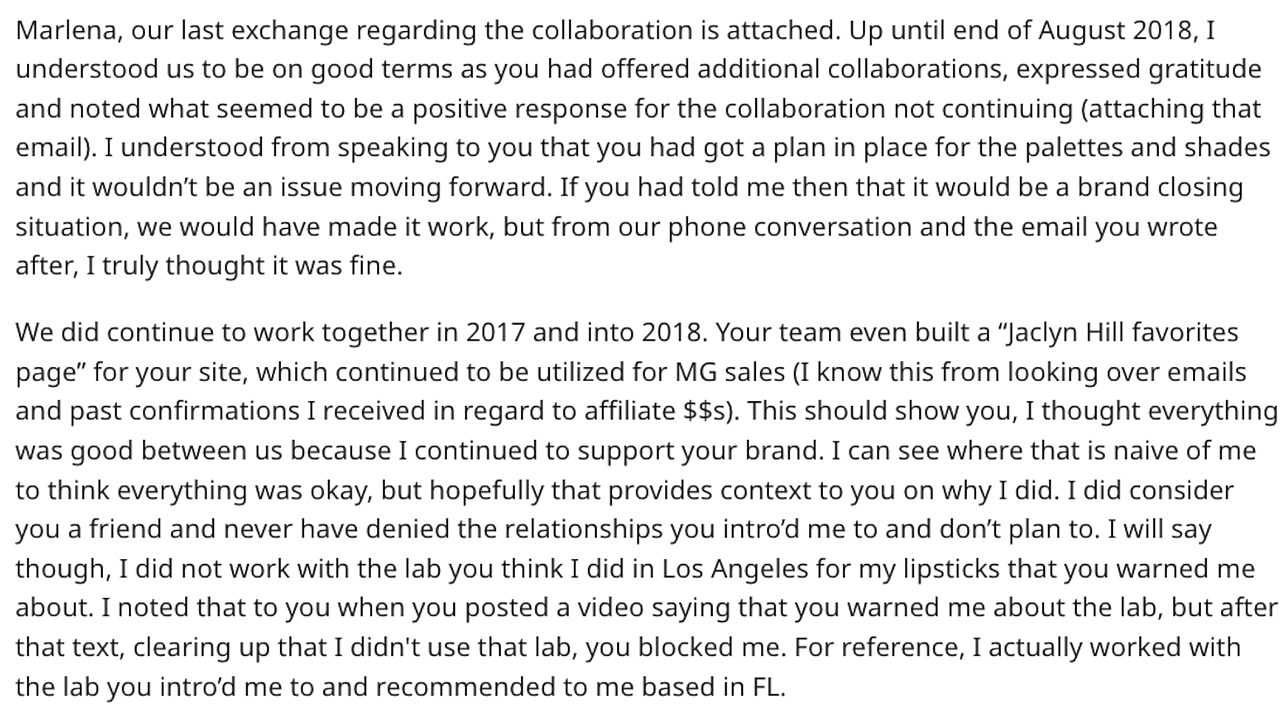 Marlena, our last exchange regarding the collaboration is attached. Up until end of August 2018, I
understood us to be on good terms as you had offered additional collaborations, expressed gratitude
and noted what seemed to be a positive response for the collaboration not continuing (attaching that
email). I understood from speaking to you that you had got a plan in place for the palettes and shades
and it wouldn’t be an issue moving forward. If you had told me then that it would be a brand closing
situation, we would have made it work, but from our phone conversation and the email you wrote
after, I truly thought it was fine.
We did continue to work together in 2017 and into 2018. Your team even built a “Jaclyn Hill favorites
page” for your site, which continued to be utilized for MG sales (I know this from looking over emails
and past confirmations I received in regard to affiliate $$s). This should show you, I thought everything
was good between us because I continued to support your brand. I can see where that is naive of me
to think everything was okay, but hopefully that provides context to you on why I did. I did consider
you a friend and never have denied the relationships you intro’d me to and don’t plan to. I will say
though, I did not work with the lab you think I did in Los Angeles for my lipsticks that you warned me
about. I noted that to you when you posted a video saying that you warned me about the lab, but after
that text, clearing up that I didn't use that lab, you blocked me. For reference, I actually worked with
the lab you intro’d me to and recommended to me based in FL.